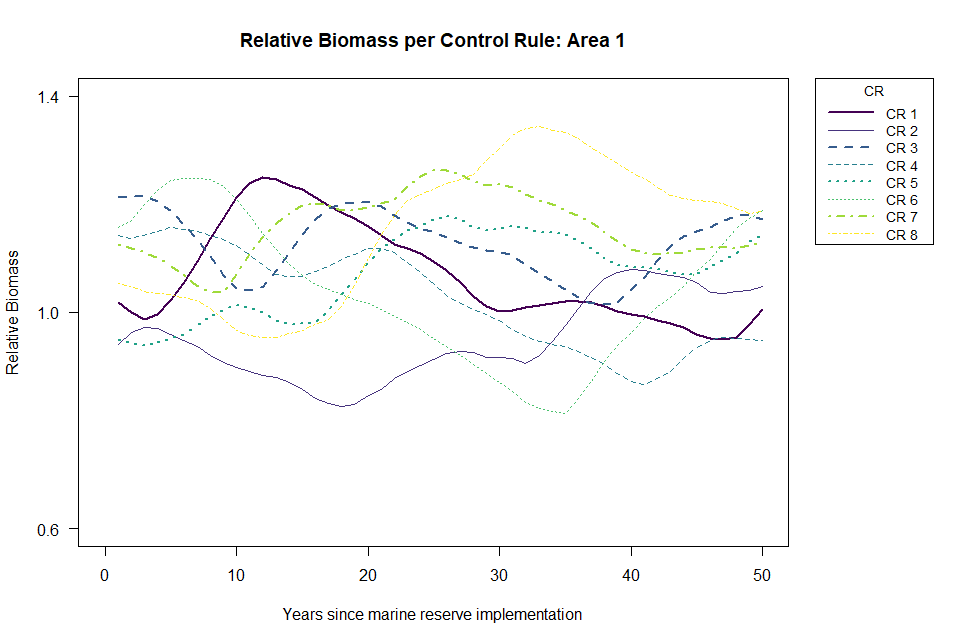 Relative Biomass per Control Rule: Area 1
CR
CR 1
CR 2
CR 3
CR 4
CR 5
CR 6
CR 7
CR 8
Relative Biomass
1.4
1.0
0.6
0 10 20 30 40 50
Years since marine reserve implementation